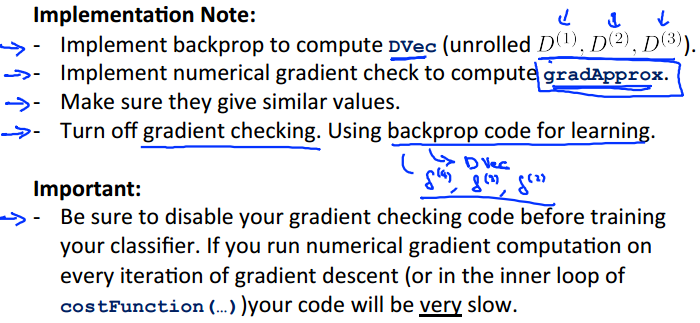 Implementation Note:
- Implement backprop to compute DVec (unrolled D⁽¹⁾, D⁽²⁾, D⁽³⁾).
- Implement numerical gradient check to compute gradApprox.
- Make sure they give similar values.
- Turn off gradient checking. Using backprop code for learning.
DVec
δ⁽⁴⁾, δ⁽³⁾, δ⁽²⁾
Important:
- Be sure to disable your gradient checking code before training
your classifier. If you run numerical gradient computation on
every iteration of gradient descent (or in the inner loop of
costFunction(…))your code will be very slow.